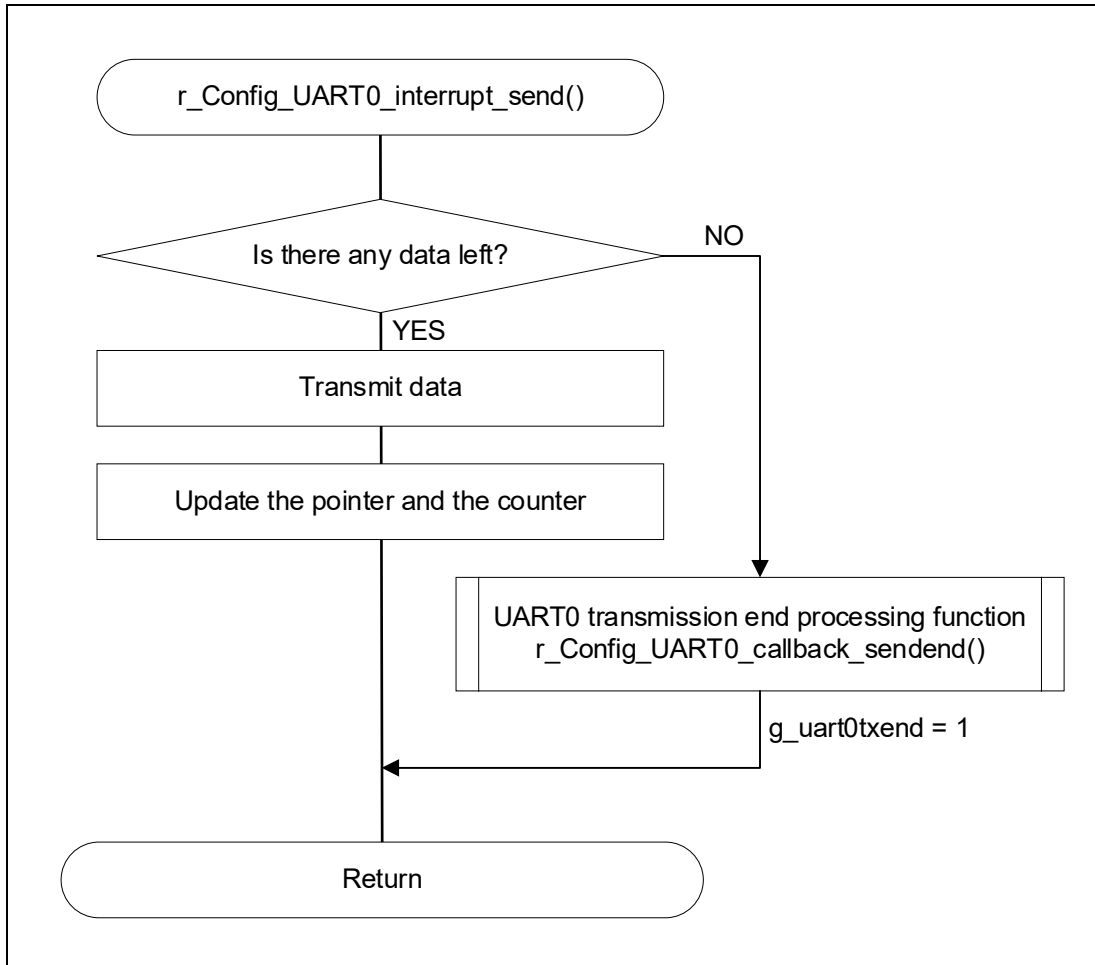 r_Config_UART0_interrupt_send()
Is there any data left?
NO
YES
Transmit data
Update the pointer and the counter
UART0 transmission end processing function
r_Config_UART0_callback_sendend()
g_uart0txend = 1
Return